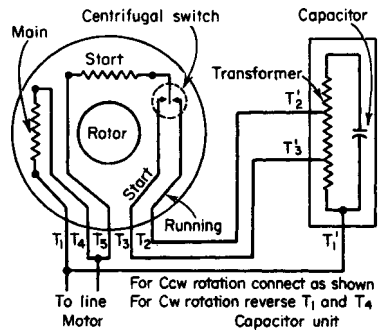 Centrifugal switch
Capacitor
Main
Start
Transformer
T'2
Rotor
T'3
Start
Running
T1 T4 T5 T3 T2
T1'
For Ccw rotation connect as shown
To line
For Cw rotation reverse T1 and T4
Motor
Capacitor unit